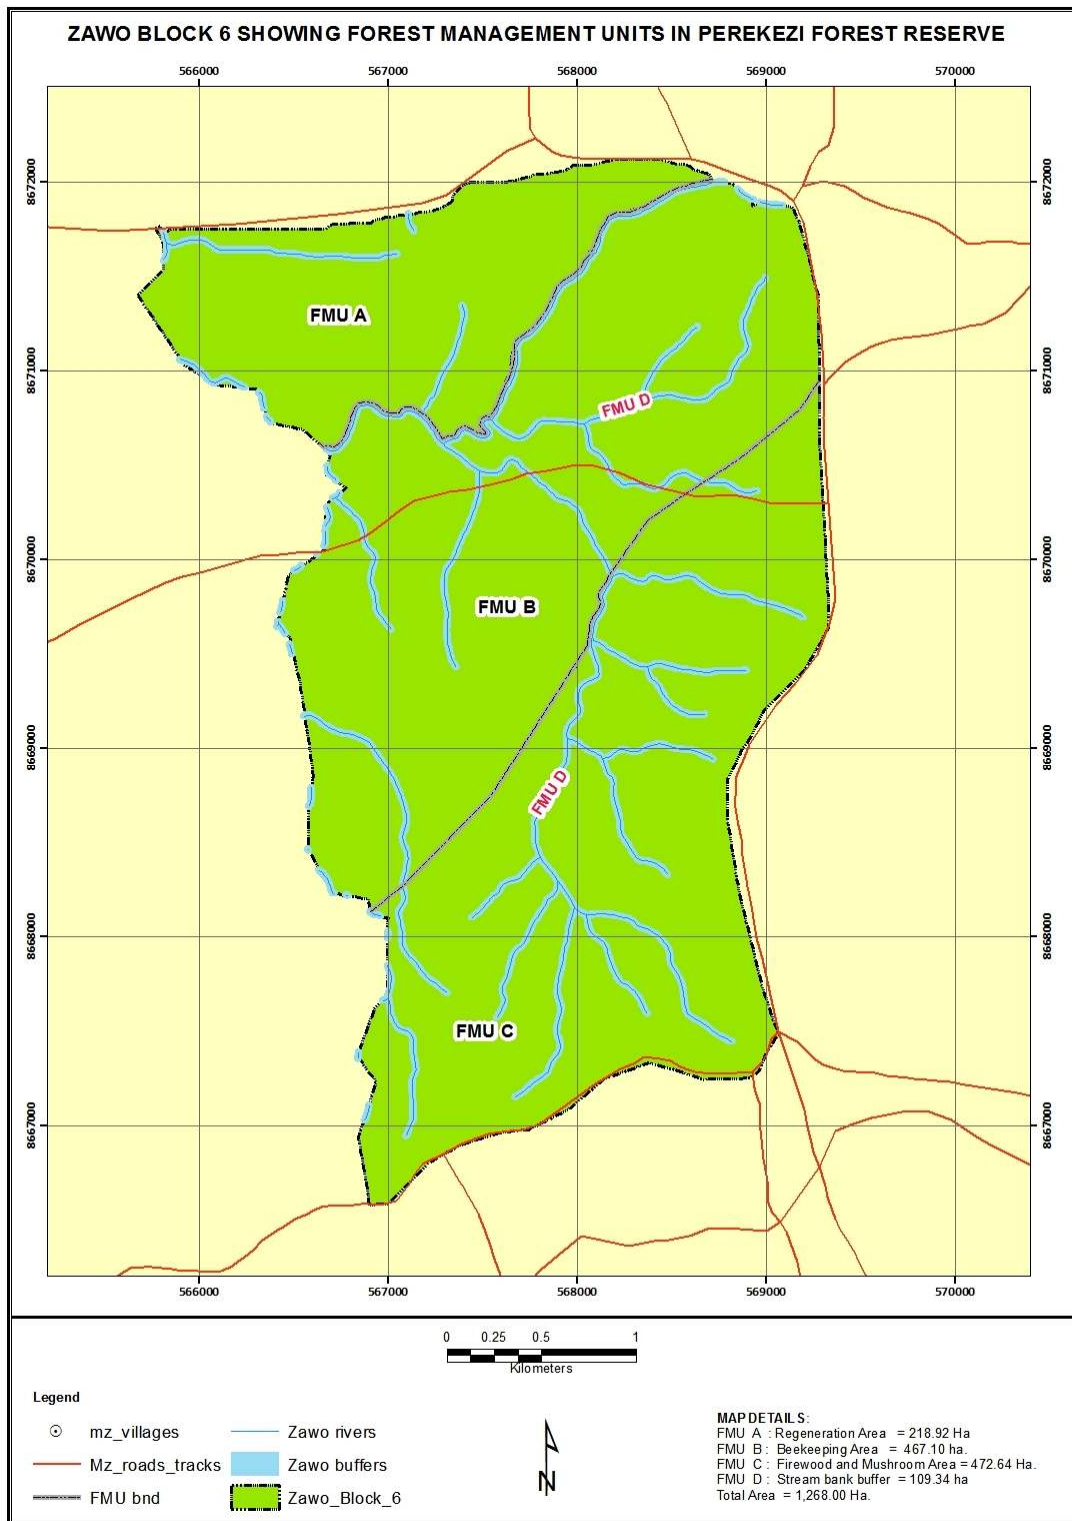 ZAWO BLOCK 6 SHOWING FOREST MANAGEMENT UNITS IN PEREKEZI FOREST RESERVE
566000 567000 568000 569000 570000
8672000 8672000
FMU A
8671000 8671000
FMU D
8670000 8670000
FMU B
8669000 8669000
FMU D
8668000 8668000
FMU C
8667000 8667000
566000 567000 568000 569000 570000
0 0.25 0.5 1
Kilometers
Legend
mz_villages
Mz_roads_tracks
FMU bnd
Zawo rivers
Zawo buffers
Zawo_Block_6
N
MAP DETAILS:
FMU A : Regeneration Area = 218.92 Ha
FMU B : Beekeeping Area = 467.10 ha.
FMU C : Firewood and Mushroom Area = 472.64 Ha.
FMU D : Stream bank buffer = 109.34 ha
Total Area = 1,268.00 Ha.